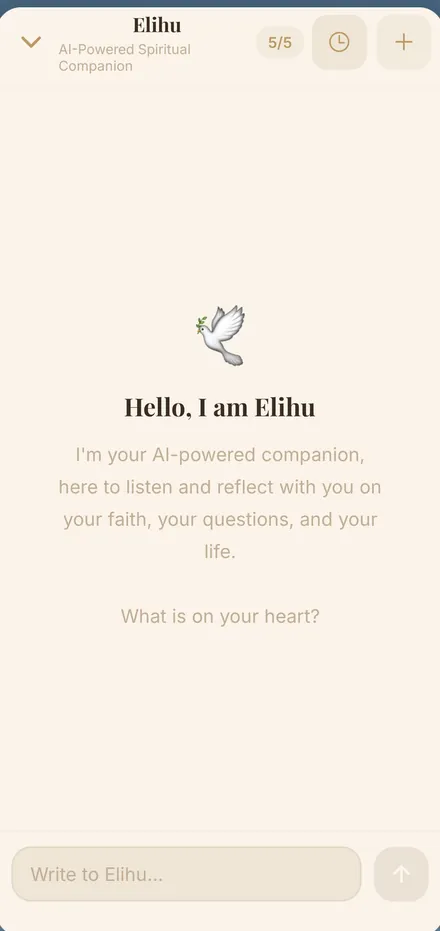 Elihu
AI-Powered Spiritual
Companion
5/5
Hello, I am Elihu
I'm your AI-powered companion,
here to listen and reflect with you on
your faith, your questions, and your
life.
What is on your heart?
Write to Elihu...